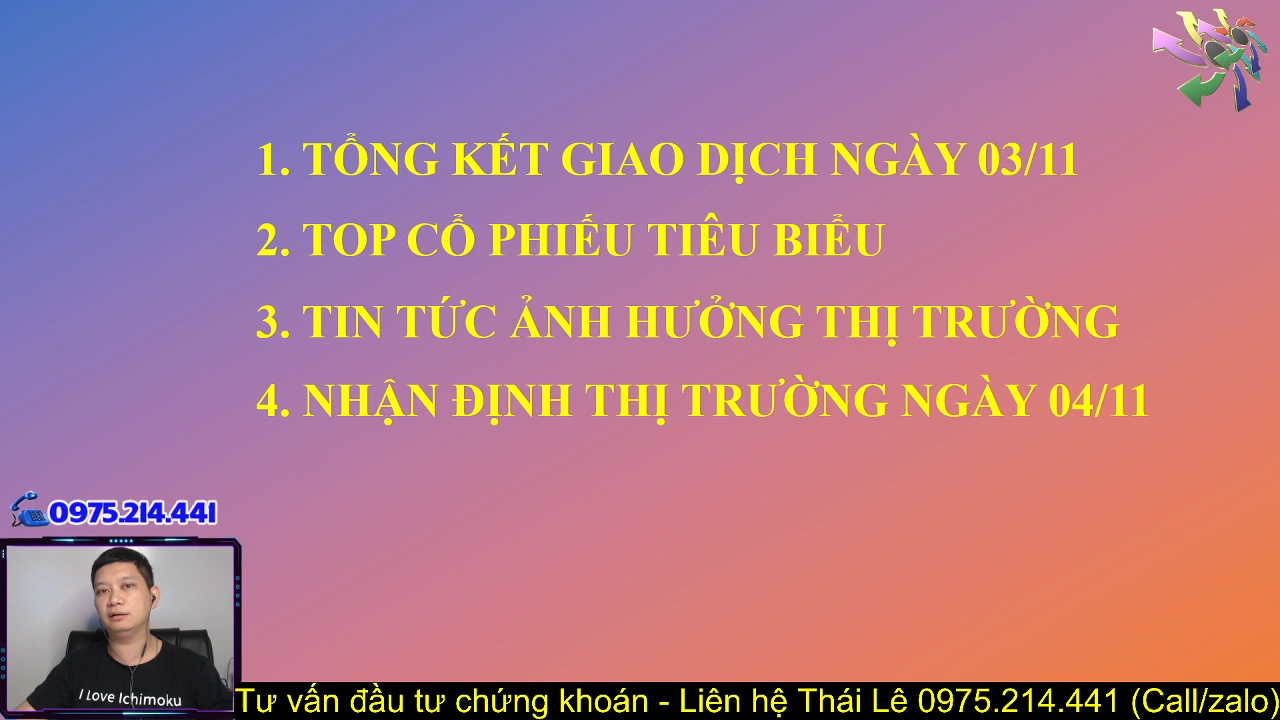 1. TỔNG KẾT GIAO DỊCH NGÀY 03/11
2. TOP CỔ PHIẾU TIÊU BIỂU
3. TIN TỨC ẢNH HƯỞNG THỊ TRƯỜNG
4. NHẬN ĐỊNH THỊ TRƯỜNG NGÀY 04/11
0975.214.441
I Love Ichimoku
Tư vấn đầu tư chứng khoán - Liên hệ Thái Lê 0975.214.441 (Call/zalo)